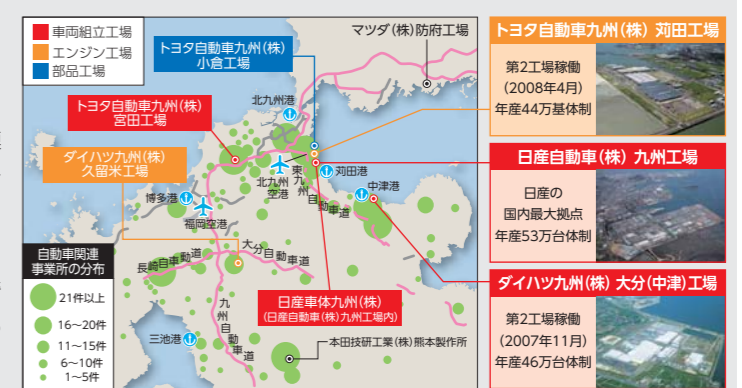 車両組立工場
エンジン工場
部品工場
トヨタ自動車九州(株)
小倉工場
マツダ(株)防府工場
トヨタ自動車九州(株)
宮田工場
北九州港
ダイハツ九州(株)
久留米工場
博多港
福岡空港
北九州
空港
東九州自動車道
苅田港
中津港
自動車関連
事業所の分布
21件以上
16〜20件
11〜15件
6〜10件
1〜5件
長崎自動車道
大分自動車道
九州自動車道
三池港
日産車体九州(株)
(日産自動車(株)九州工場内)
本田技研工業(株)熊本製作所
トヨタ自動車九州(株) 苅田工場
第2工場稼働
(2008年4月)
年産44万基体制
日産自動車(株) 九州工場
日産の
国内最大拠点
年産53万台体制
ダイハツ九州(株) 大分(中津)工場
第2工場稼働
(2007年11月)
年産46万台体制